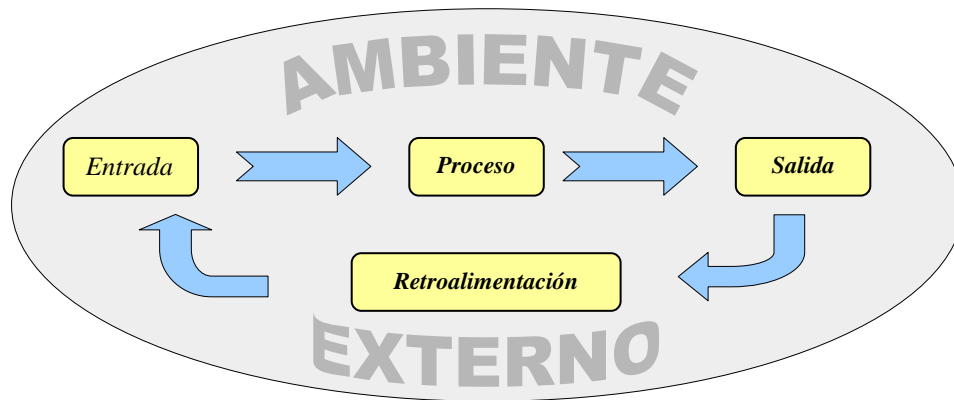 AMBIENTE
Entrada
Proceso
Salida
Retroalimentación
EXTERNO